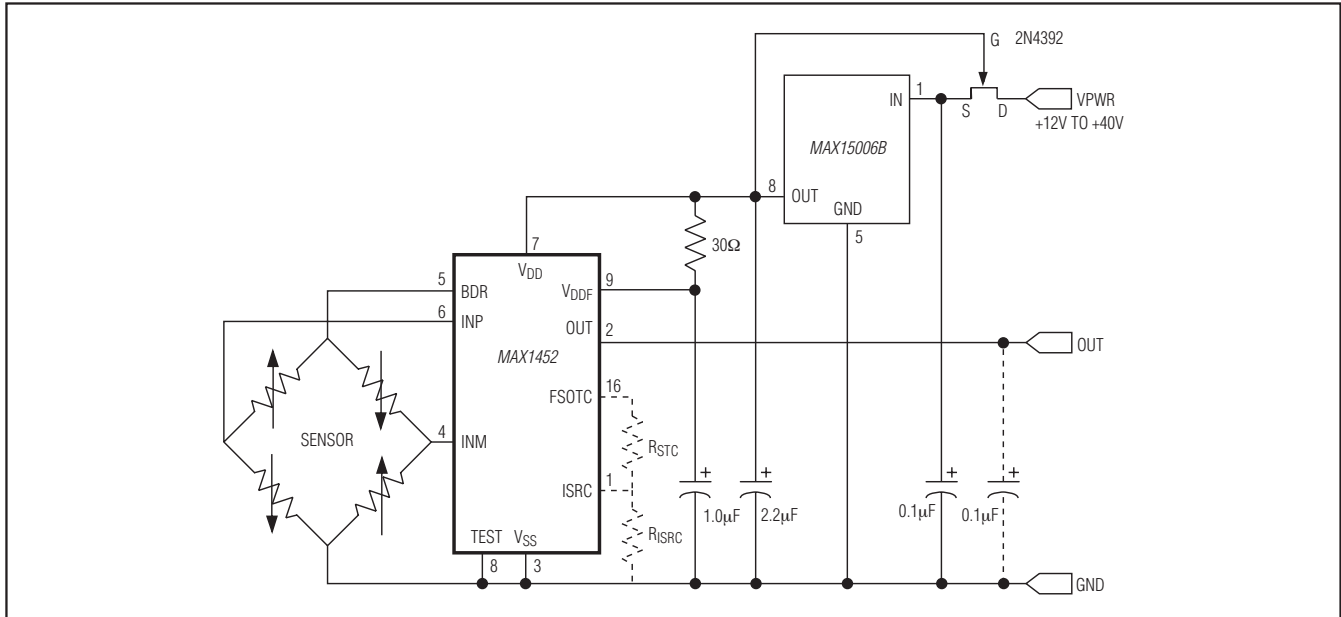 G 2N4392
IN
1
S D
VPWR
+12V TO +40V
MAX15006B
8
OUT
GND
5
30Ω
7
VDD
5
BDR
VDDF
9
6
INP
OUT
2
OUT
MAX1452
FSOTC
16
SENSOR
4
INM
RSTC
ISRC
1
+
+
+
+
1.0μF
2.2μF
0.1μF
0.1μF
RISRC
TEST
VSS
8
3
GND